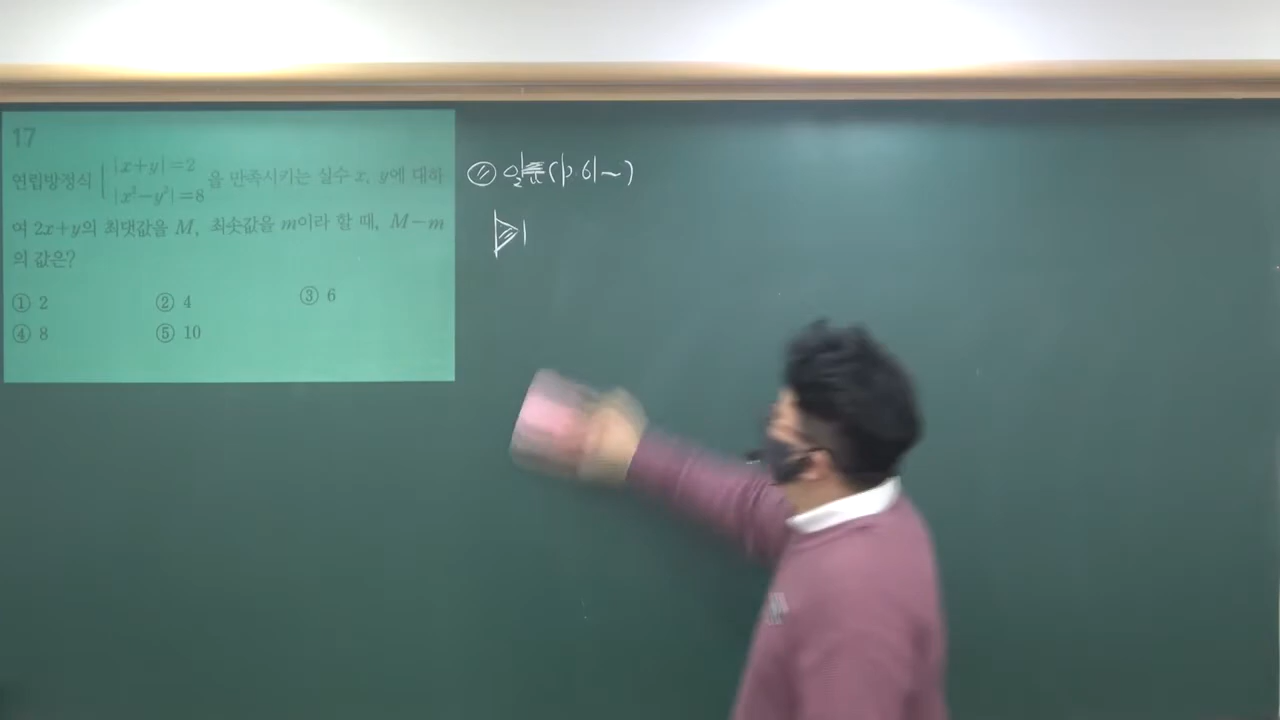 17
연립방정식 { |x+y|=2
|x²-y²|=8 을 만족시키는 실수 x, y에 대하
여 2x+y의 최댓값을 M, 최솟값을 m이라 할 때, M-m
의 값은?
① 2 ② 4 ③ 6
④ 8 ⑤ 10
(p.61~)